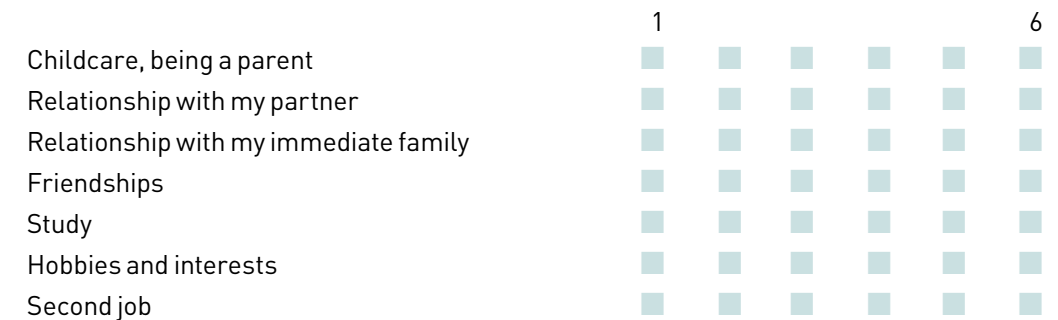 1 6
Childcare, being a parent
Relationship with my partner
Relationship with my immediate family
Friendships
Study
Hobbies and interests
Second job